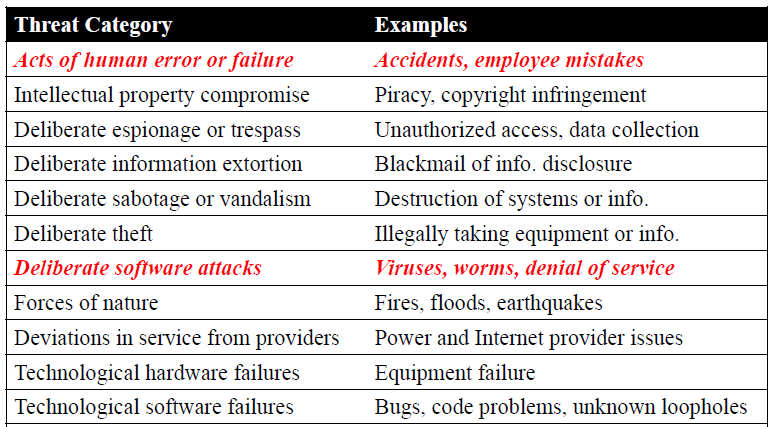 Threat Category Examples
Acts of human error or failure Accidents, employee mistakes
Intellectual property compromise Piracy, copyright infringement
Deliberate espionage or trespass Unauthorized access, data collection
Deliberate information extortion Blackmail of info. disclosure
Deliberate sabotage or vandalism Destruction of systems or info.
Deliberate theft Illegally taking equipment or info.
Deliberate software attacks Viruses, worms, denial of service
Forces of nature Fires, floods, earthquakes
Deviations in service from providers Power and Internet provider issues
Technological hardware failures Equipment failure
Technological software failures Bugs, code problems, unknown loopholes